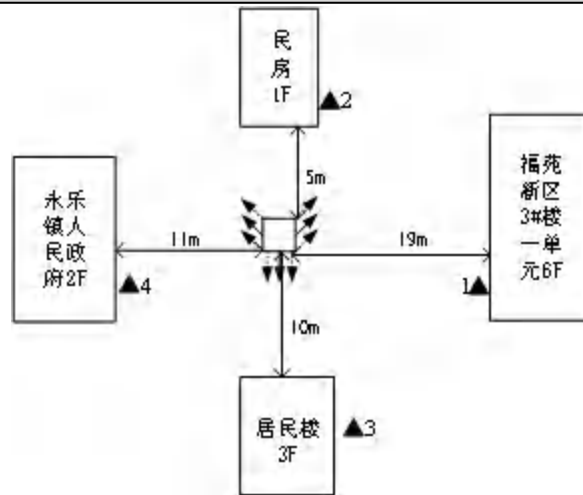 民
房
1F
▲2
5m
永乐
镇人
民政
府2F
11m
19m
福苑
新区
3#楼
一单
元6F
▲4
1▲
10m
居民楼
3F
▲3